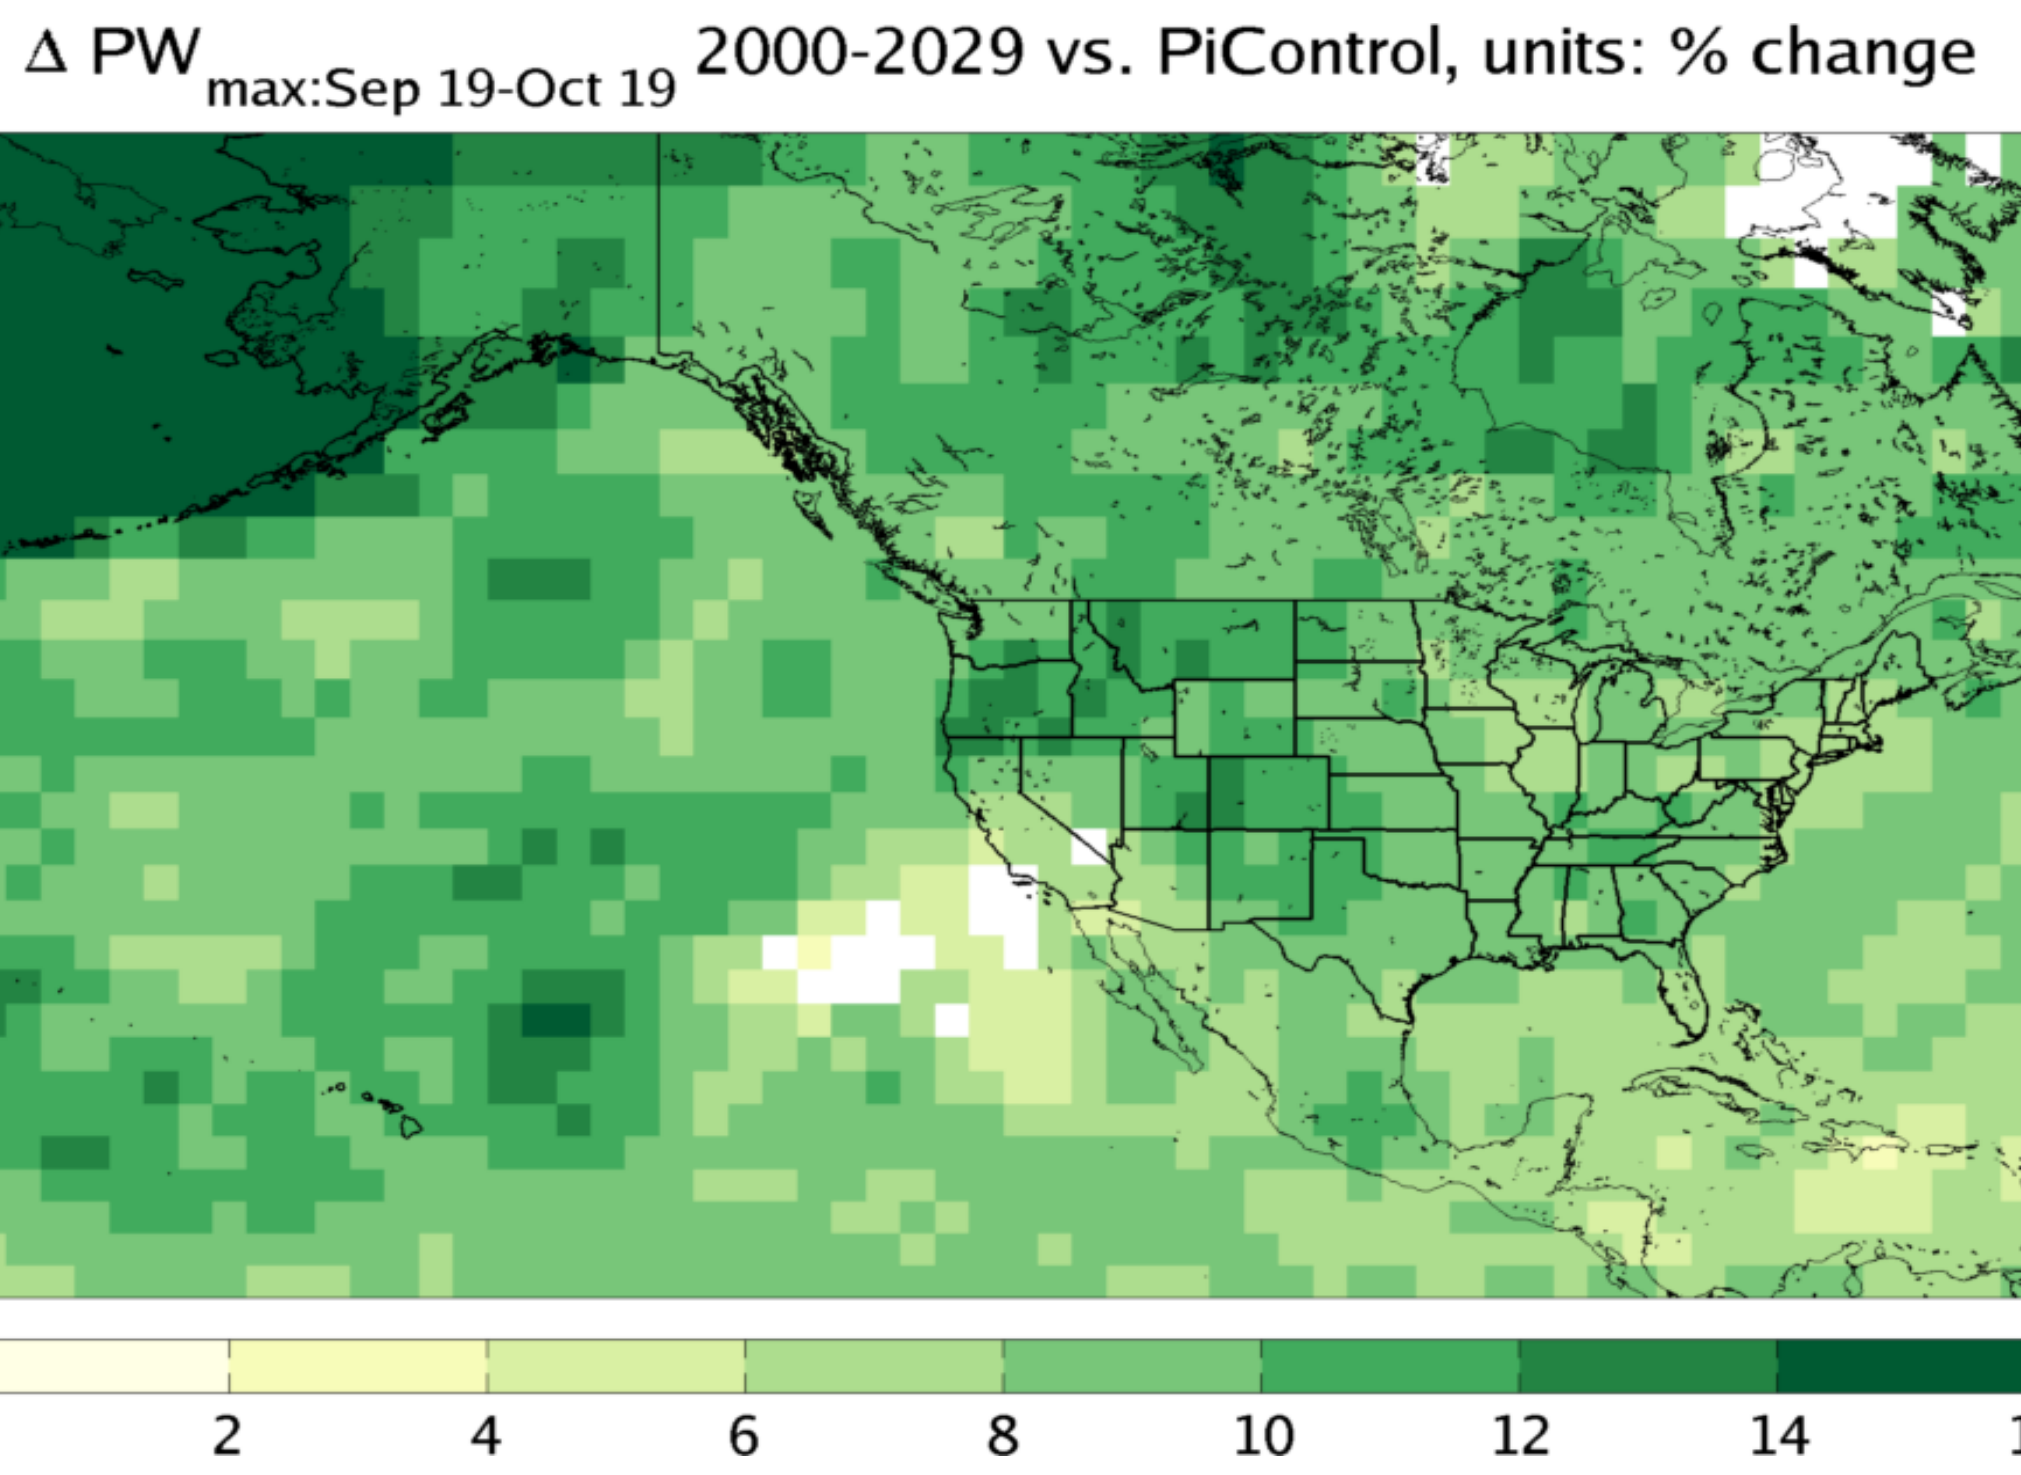 Δ PW max:Sep 19-Oct 19 2000-2029 vs. PiControl, units: % change
2 4 6 8 10 12 14